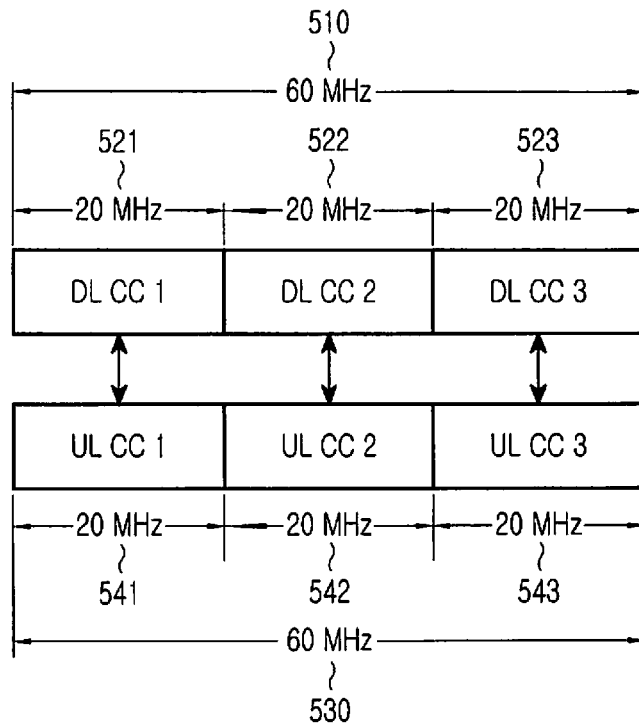 510
60 MHz
521 522 523
20 MHz 20 MHz 20 MHz
DL CC 1 DL CC 2 DL CC 3
UL CC 1 UL CC 2 UL CC 3
20 MHz 20 MHz 20 MHz
541 542 543
60 MHz
530